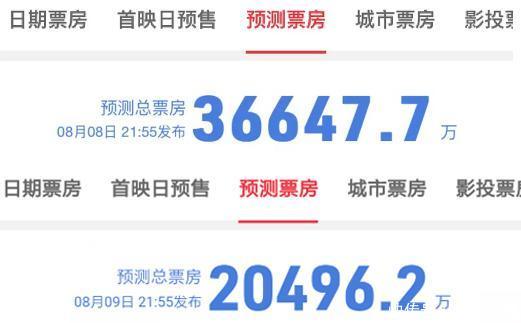 日期票房 首映日预售 预测票房 城市票房 影投票
预测总票房
08月08日 21:55发布
36647.7 万
日期票房 首映日预售 预测票房 城市票房 影投票房
预测总票房
08月09日 21:55发布
20496.2 万